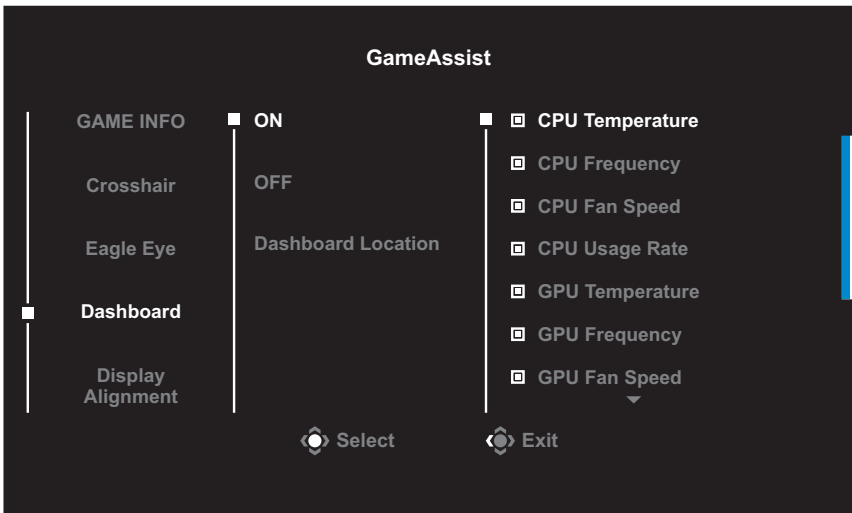 GameAssist
GAME INFO
Crosshair
Eagle Eye
Dashboard
Display
Alignment
ON
OFF
Dashboard Location
CPU Temperature
CPU Frequency
CPU Fan Speed
CPU Usage Rate
GPU Temperature
GPU Frequency
GPU Fan Speed
Select
Exit